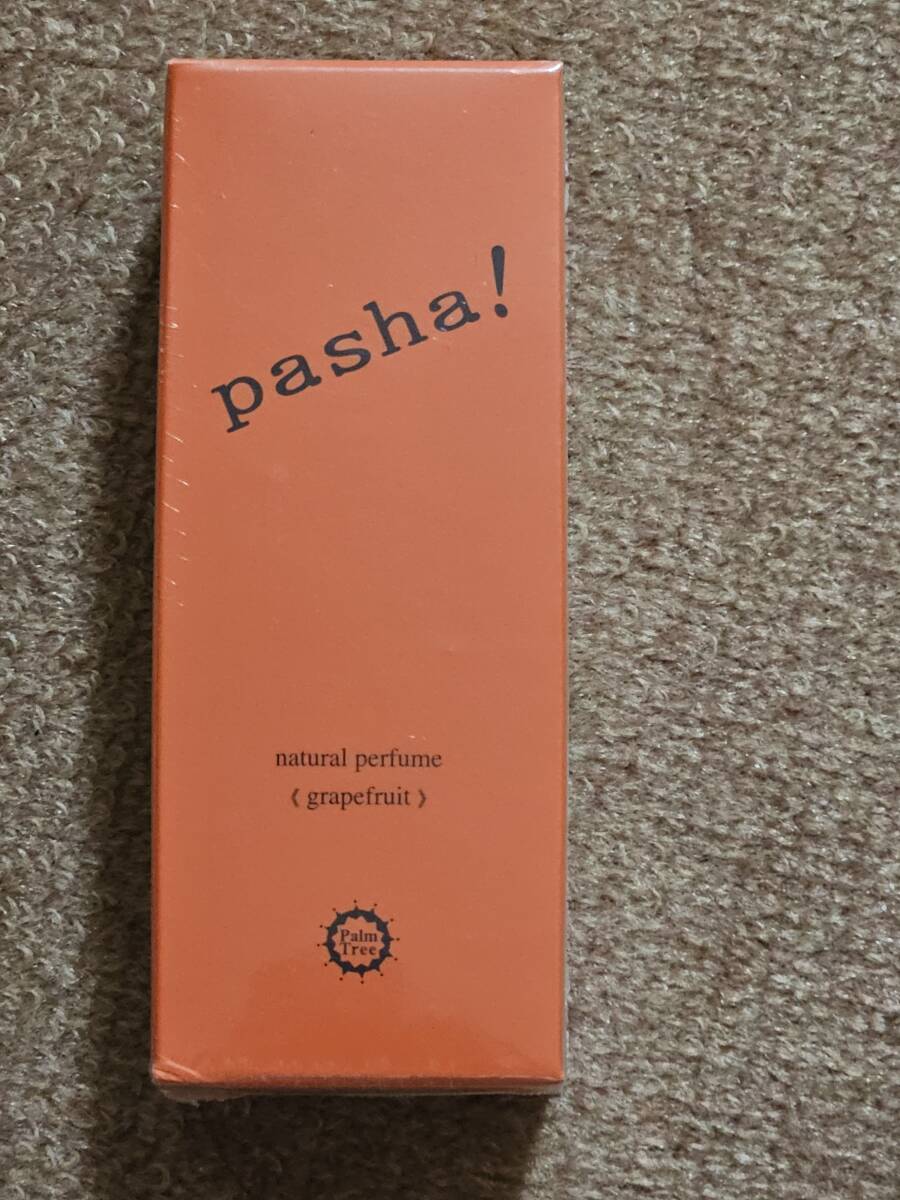 pasha!
natural perfume
《 grapefruit 》
Palm
Tree